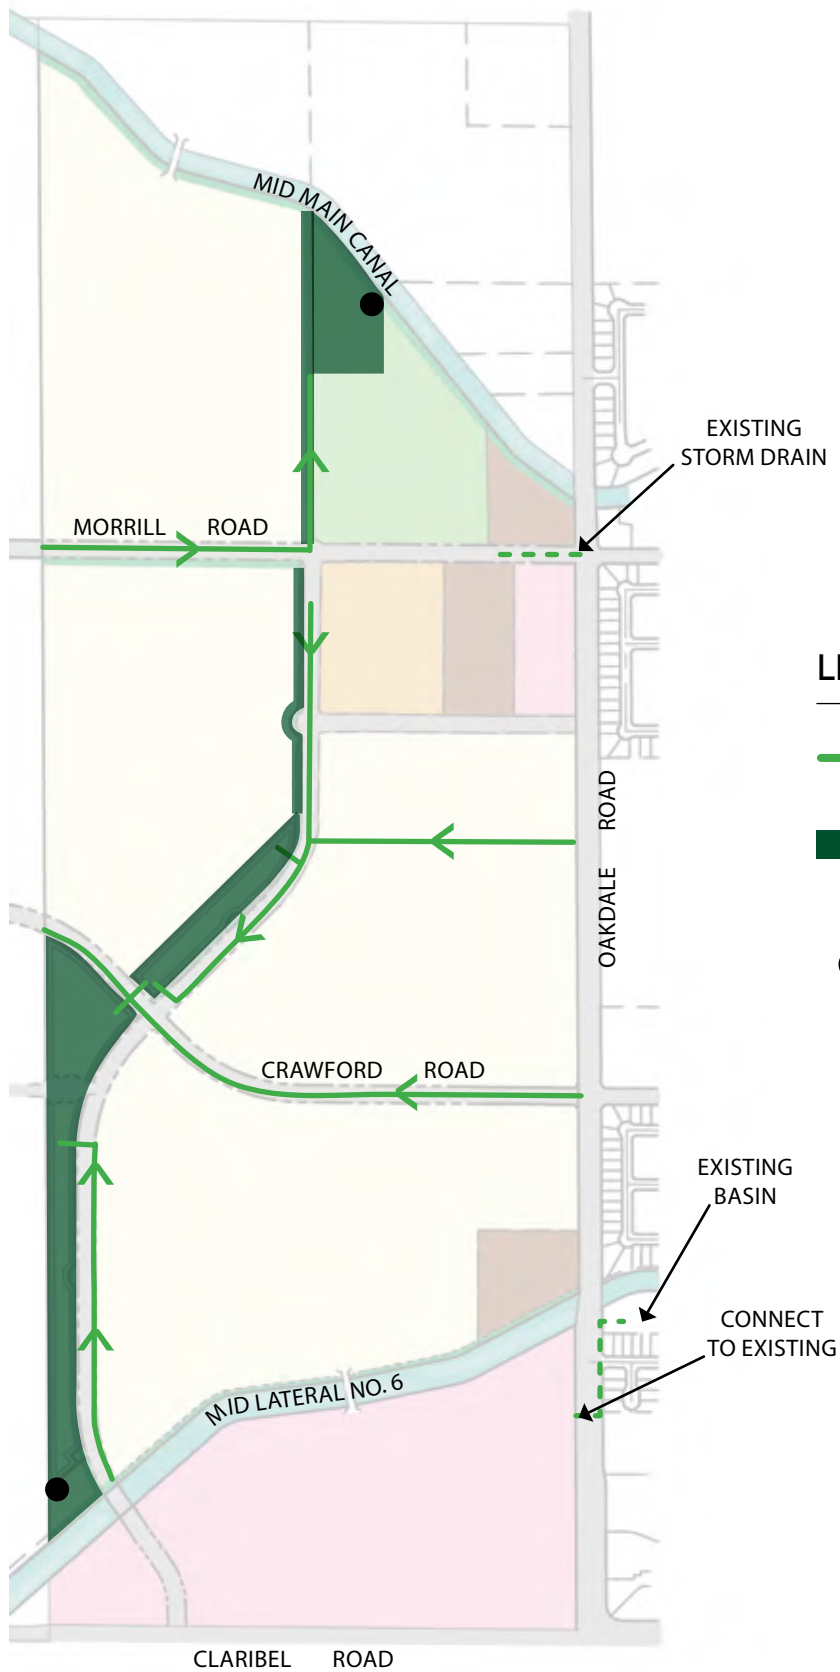 MID MAIN CANAL
EXISTING
STORM DRAIN
MORRILL ROAD
OAKDALE ROAD
CRAWFORD ROAD
EXISTING
BASIN
CONNECT
TO EXISTING
MID LATERAL NO. 6
CLARIBEL ROAD